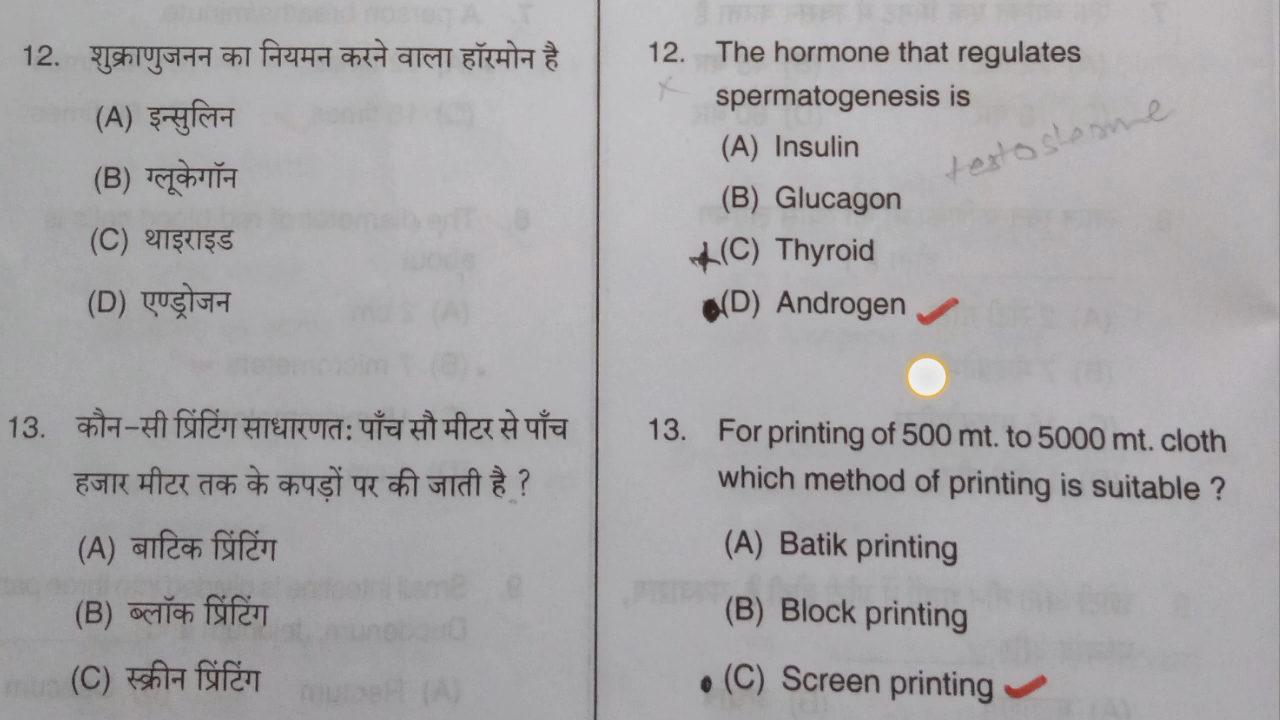 12. शुक्राणुजनन का नियमन करने वाला हॉरमोन है
(A) इन्सुलिन
(B) ग्लूकेगॉन
(C) थाइराइड
(D) एण्ड्रोजन
13. कौन-सी प्रिंटिंग साधारणत: पाँच सौ मीटर से पाँच
हजार मीटर तक के कपड़ों पर की जाती है ?
(A) बाटिक प्रिंटिंग
(B) ब्लॉक प्रिंटिंग
(C) स्क्रीन प्रिंटिंग
12. The hormone that regulates
spermatogenesis is
(A) Insulin
(B) Glucagon
(C) Thyroid
(D) Androgen
13. For printing of 500 mt. to 5000 mt. cloth
which method of printing is suitable ?
(A) Batik printing
(B) Block printing
(C) Screen printing